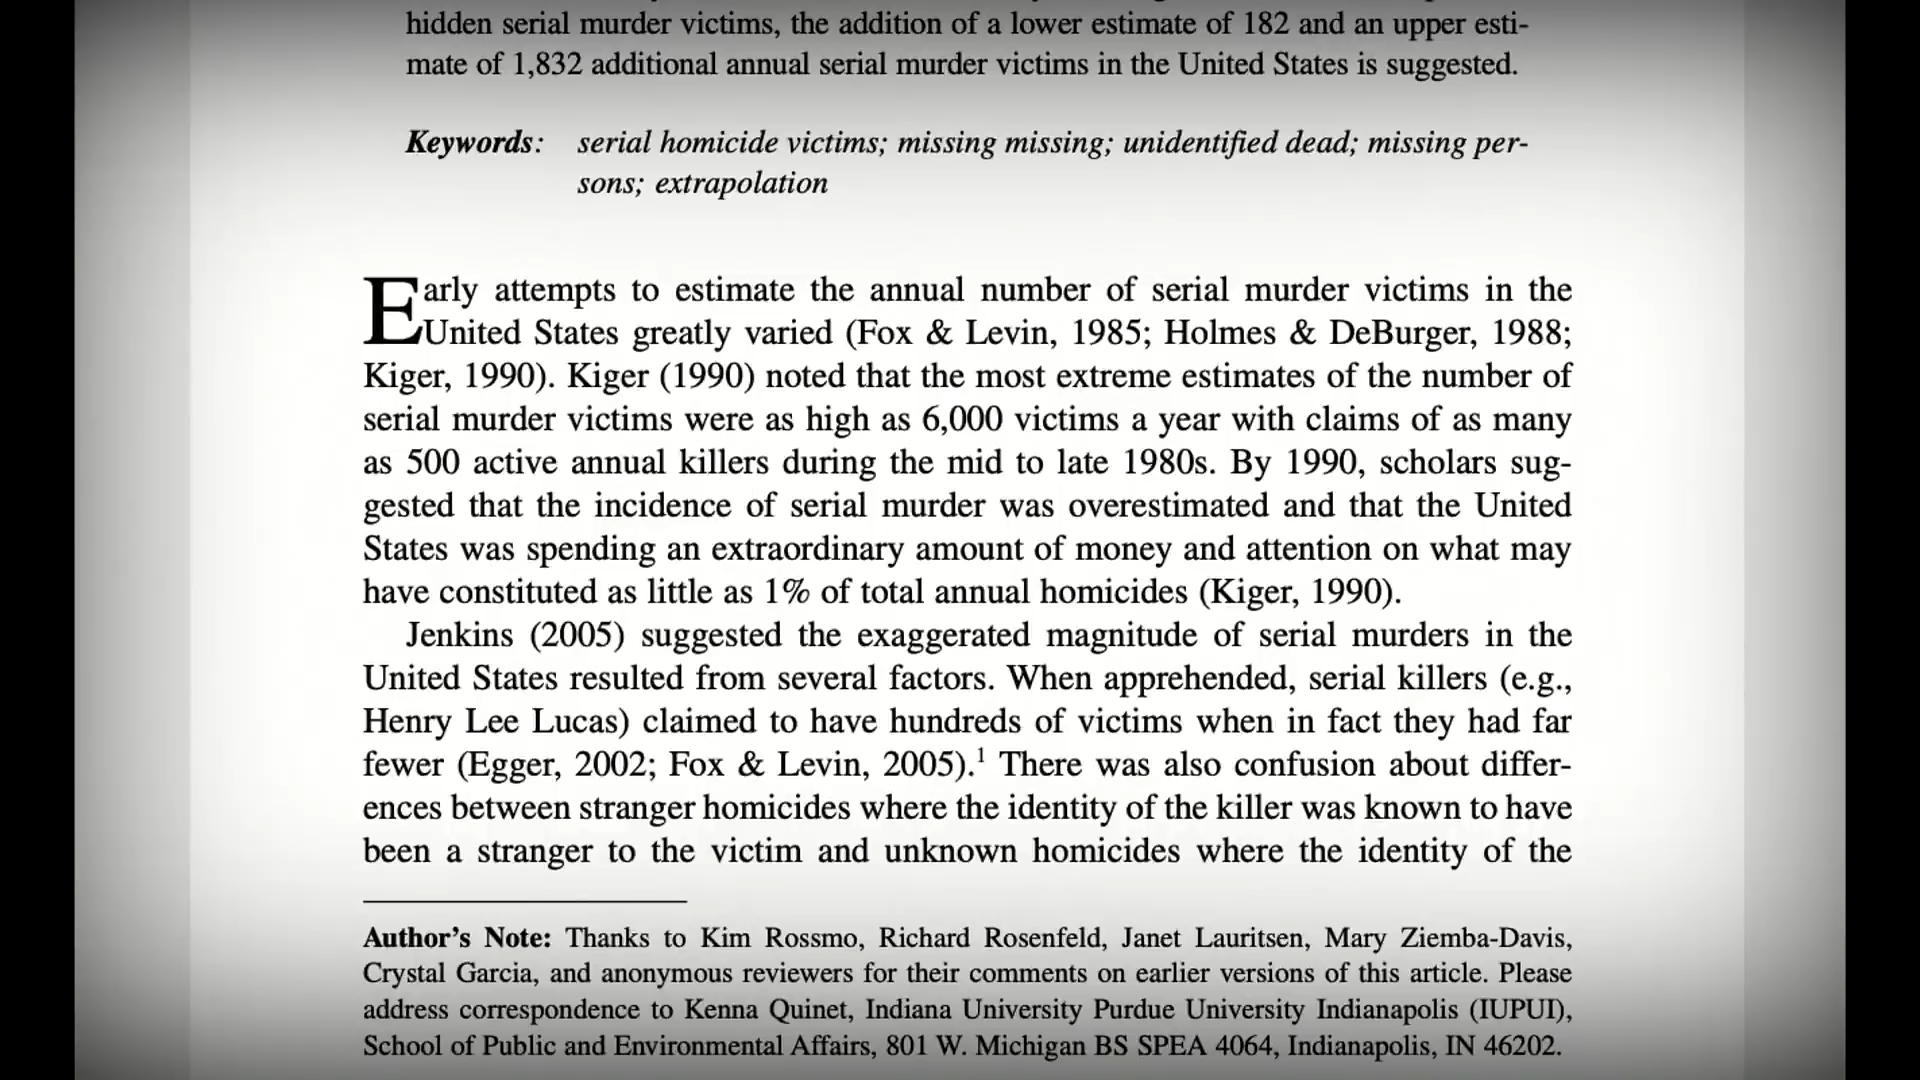 hidden serial murder victims, the addition of a lower estimate of 182 and an upper esti-
mate of 1,832 additional annual serial murder victims in the United States is suggested.
Keywords: serial homicide victims; missing missing; unidentified dead; missing per-
sons; extrapolation
Early attempts to estimate the annual number of serial murder victims in the
United States greatly varied (Fox & Levin, 1985; Holmes & DeBurger, 1988;
Kiger, 1990). Kiger (1990) noted that the most extreme estimates of the number of
serial murder victims were as high as 6,000 victims a year with claims of as many
as 500 active annual killers during the mid to late 1980s. By 1990, scholars sug-
gested that the incidence of serial murder was overestimated and that the United
States was spending an extraordinary amount of money and attention on what may
have constituted as little as 1% of total annual homicides (Kiger, 1990).
Jenkins (2005) suggested the exaggerated magnitude of serial murders in the
United States resulted from several factors. When apprehended, serial killers (e.g.,
Henry Lee Lucas) claimed to have hundreds of victims when in fact they had far
fewer (Egger, 2002; Fox & Levin, 2005).¹ There was also confusion about differ-
ences between stranger homicides where the identity of the killer was known to have
been a stranger to the victim and unknown homicides where the identity of the
Author's Note: Thanks to Kim Rossmo, Richard Rosenfeld, Janet Lauritsen, Mary Ziemba-Davis,
Crystal Garcia, and anonymous reviewers for their comments on earlier versions of this article. Please
address correspondence to Kenna Quinet, Indiana University Purdue University Indianapolis (IUPUI),
School of Public and Environmental Affairs, 801 W. Michigan BS SPEA 4064, Indianapolis, IN 46202.